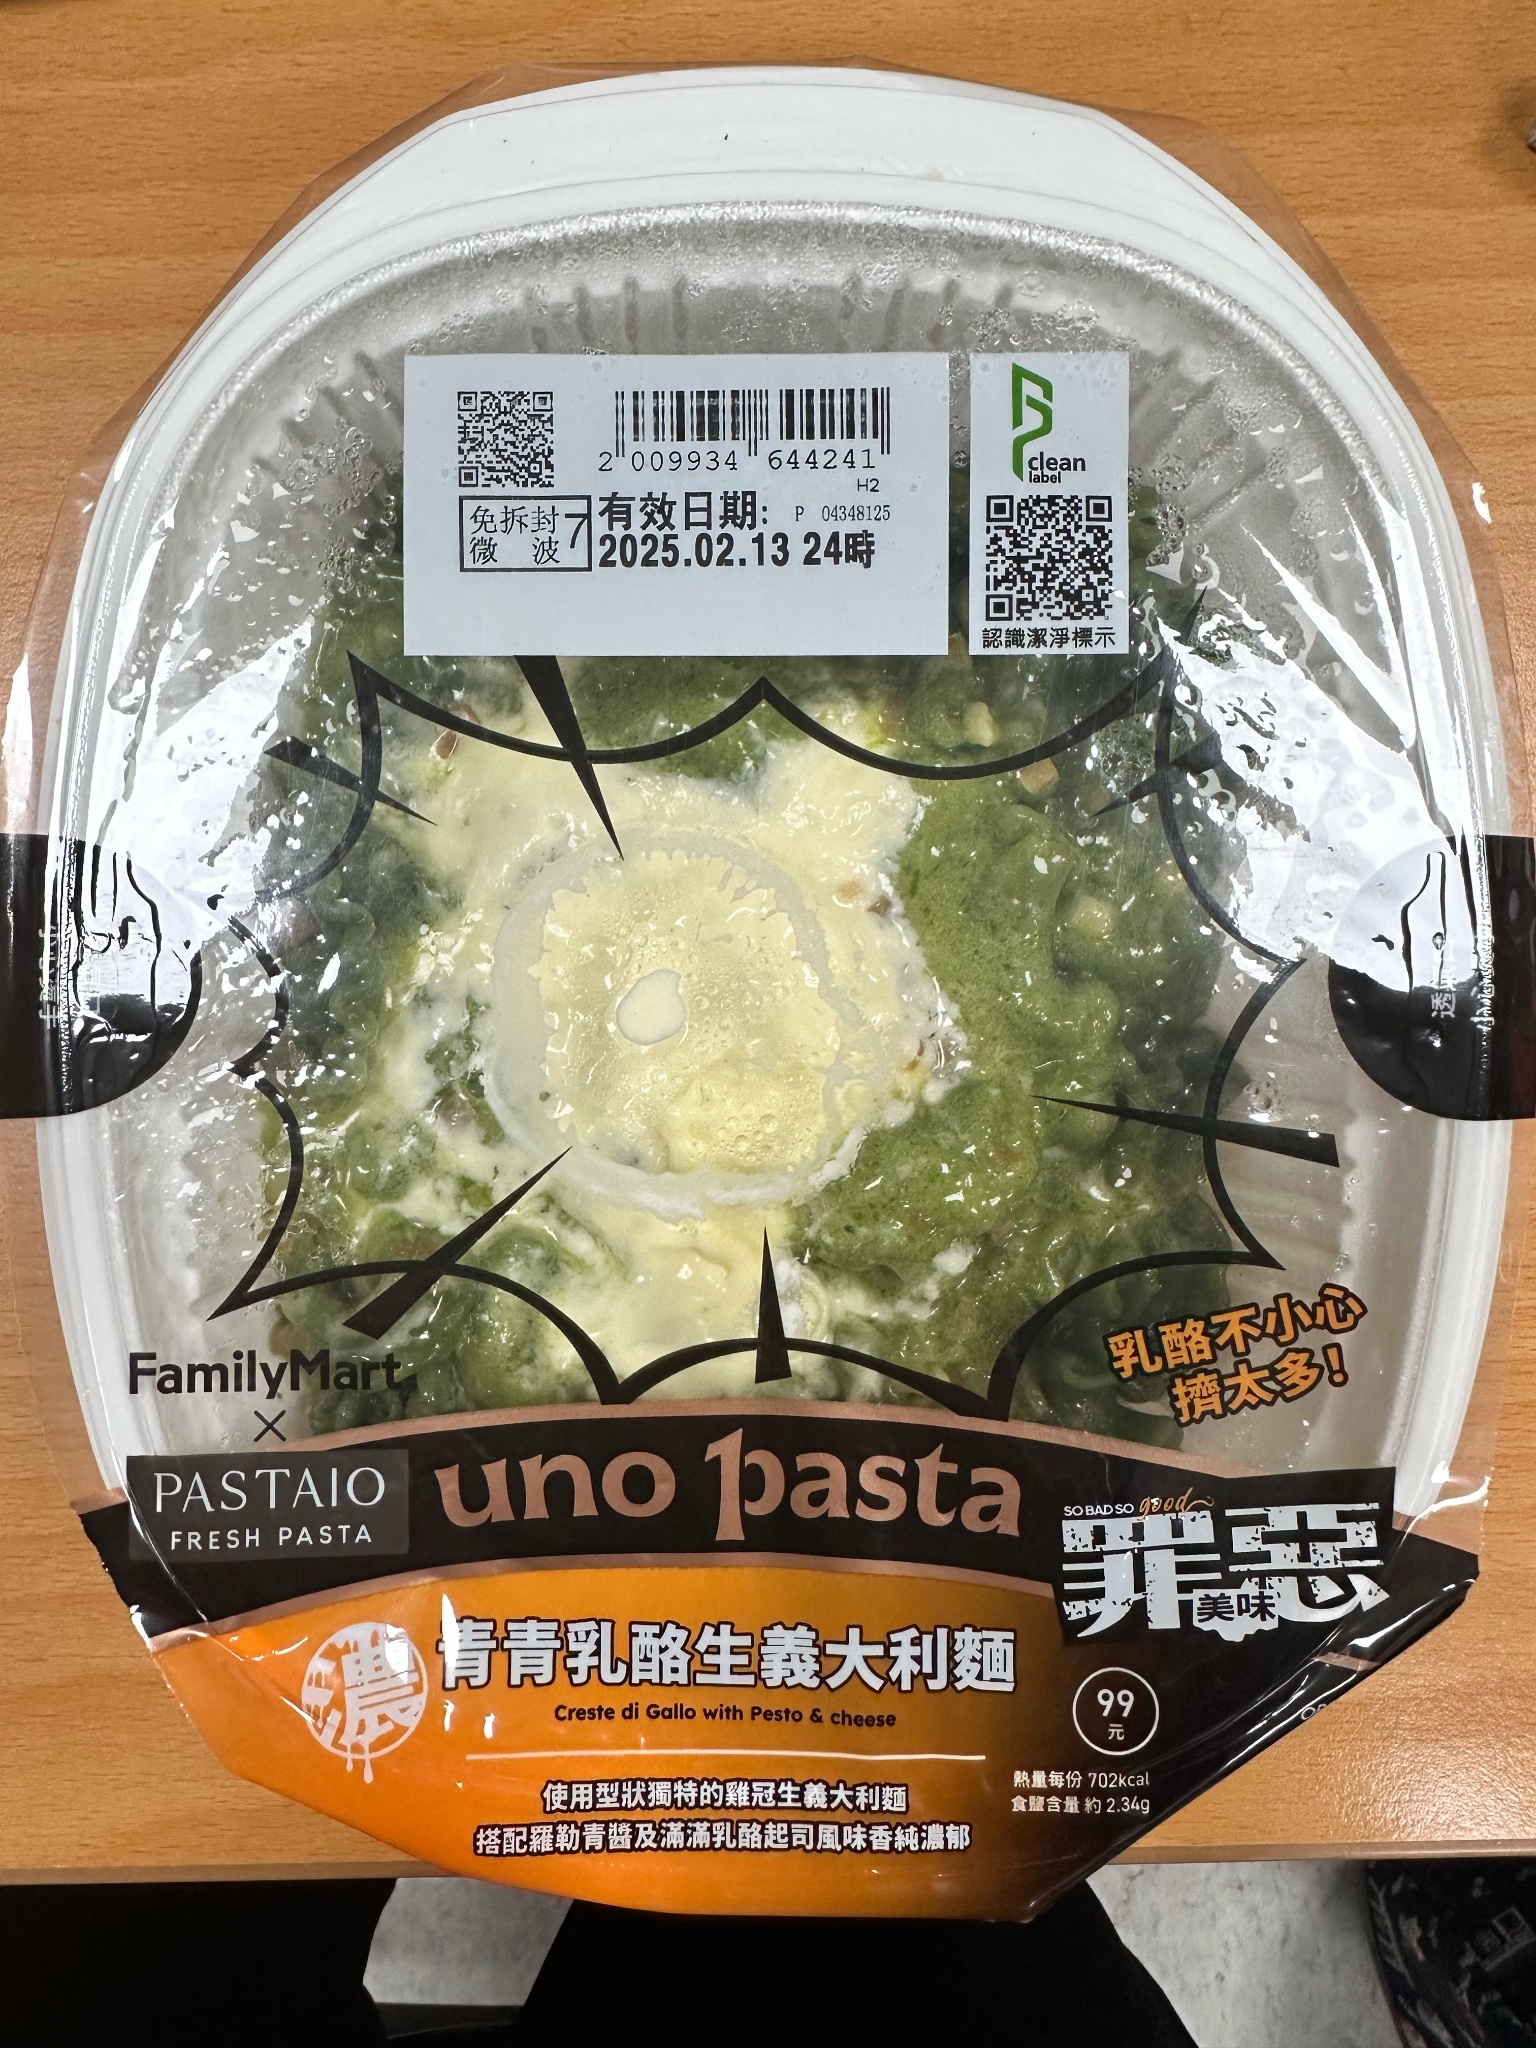 2 009934 644241
H2
免拆封 7
微 波
有效日期: P 04348125
2025.02.13 24時
clean
label
認識潔淨標示
乳酪不小心
擠太多!
FamilyMart
×
PASTAIO
FRESH PASTA
uno pasta
SO BAD SO good
罪惡
美味
濃
青青乳酪生義大利麵
Creste di Gallo with Pesto & cheese
使用型狀獨特的雞冠生義大利麵
搭配羅勒青醬及滿滿乳酪起司風味香純濃郁
99
元
熱量每份 702kcal
食鹽含量 約 2.34g